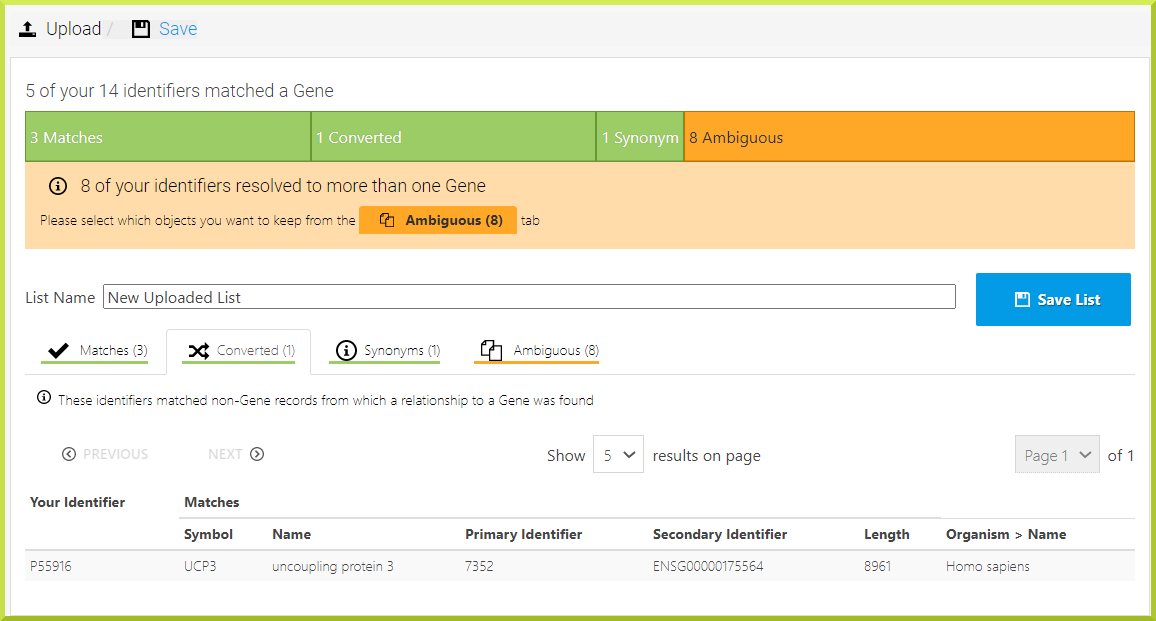 Upload / Save
5 of your 14 identifiers matched a Gene
3 Matches 1 Converted 1 Synonym 8 Ambiguous
8 of your identifiers resolved to more than one Gene
Please select which objects you want to keep from the Ambiguous (8) tab
List Name New Uploaded List Save List
Matches (3) Converted (1) Synonyms (1) Ambiguous (8)
These identifiers matched non-Gene records from which a relationship to a Gene was found
PREVIOUS NEXT Show 5 results on page Page 1 of 1
Your Identifier Matches
Symbol Name Primary Identifier Secondary Identifier Length Organism > Name
P55916 UCP3 uncoupling protein 3 7352 ENSG00000175564 8961 Homo sapiens